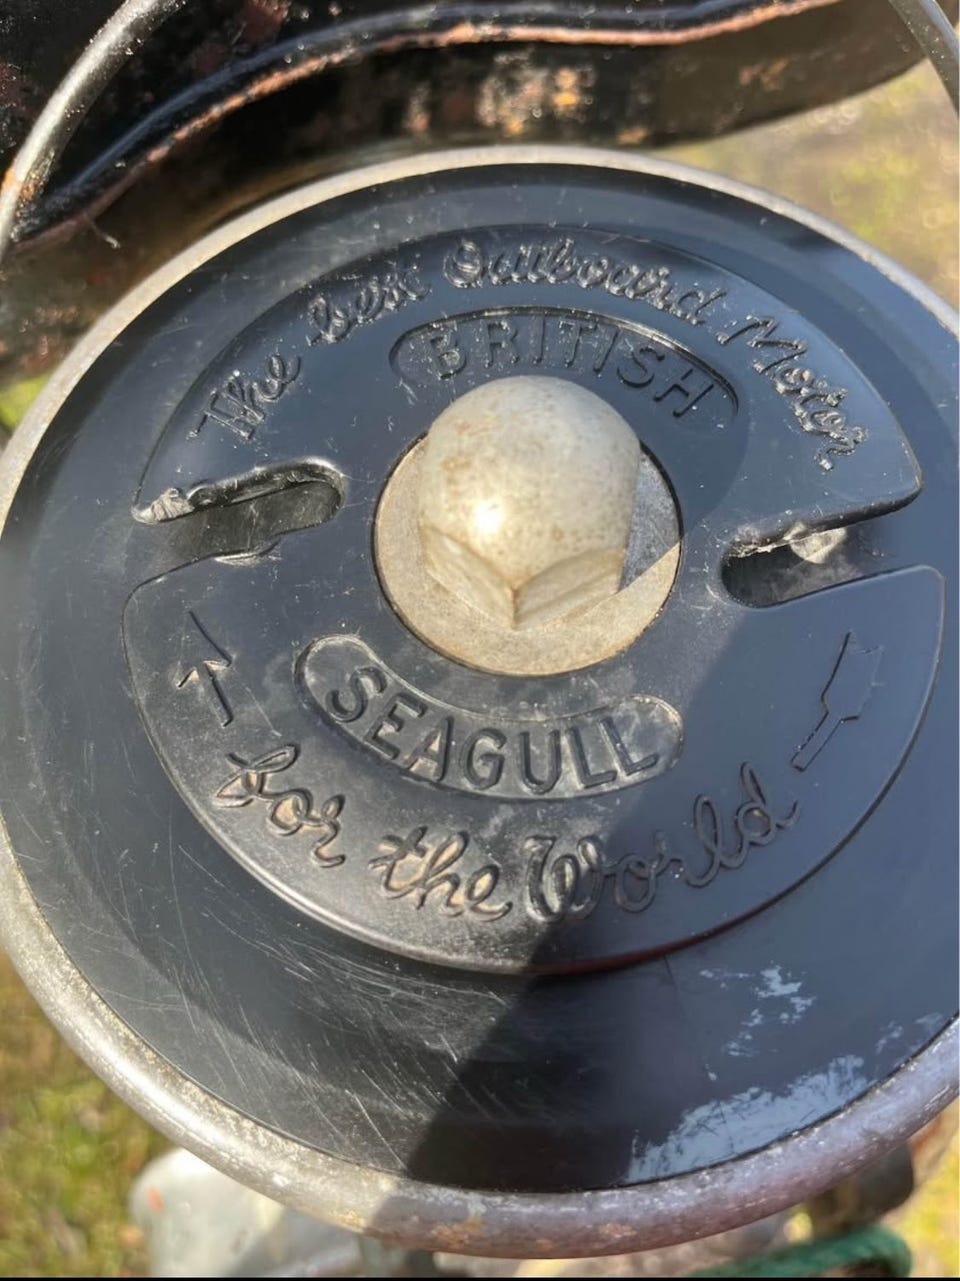 The best Outboard Motor.
BRITISH
SEAGULL
for the World